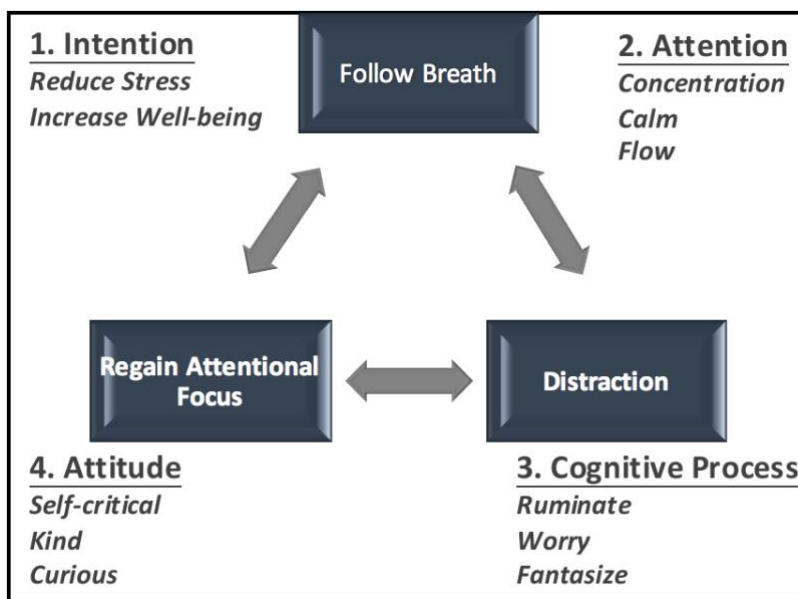 1. Intention
Reduce Stress
Increase Well-being
Follow Breath
2. Attention
Concentration
Calm
Flow
Regain Attentional
Focus
Distraction
4. Attitude
Self-critical
Kind
Curious
3. Cognitive Process
Ruminate
Worry
Fantasize